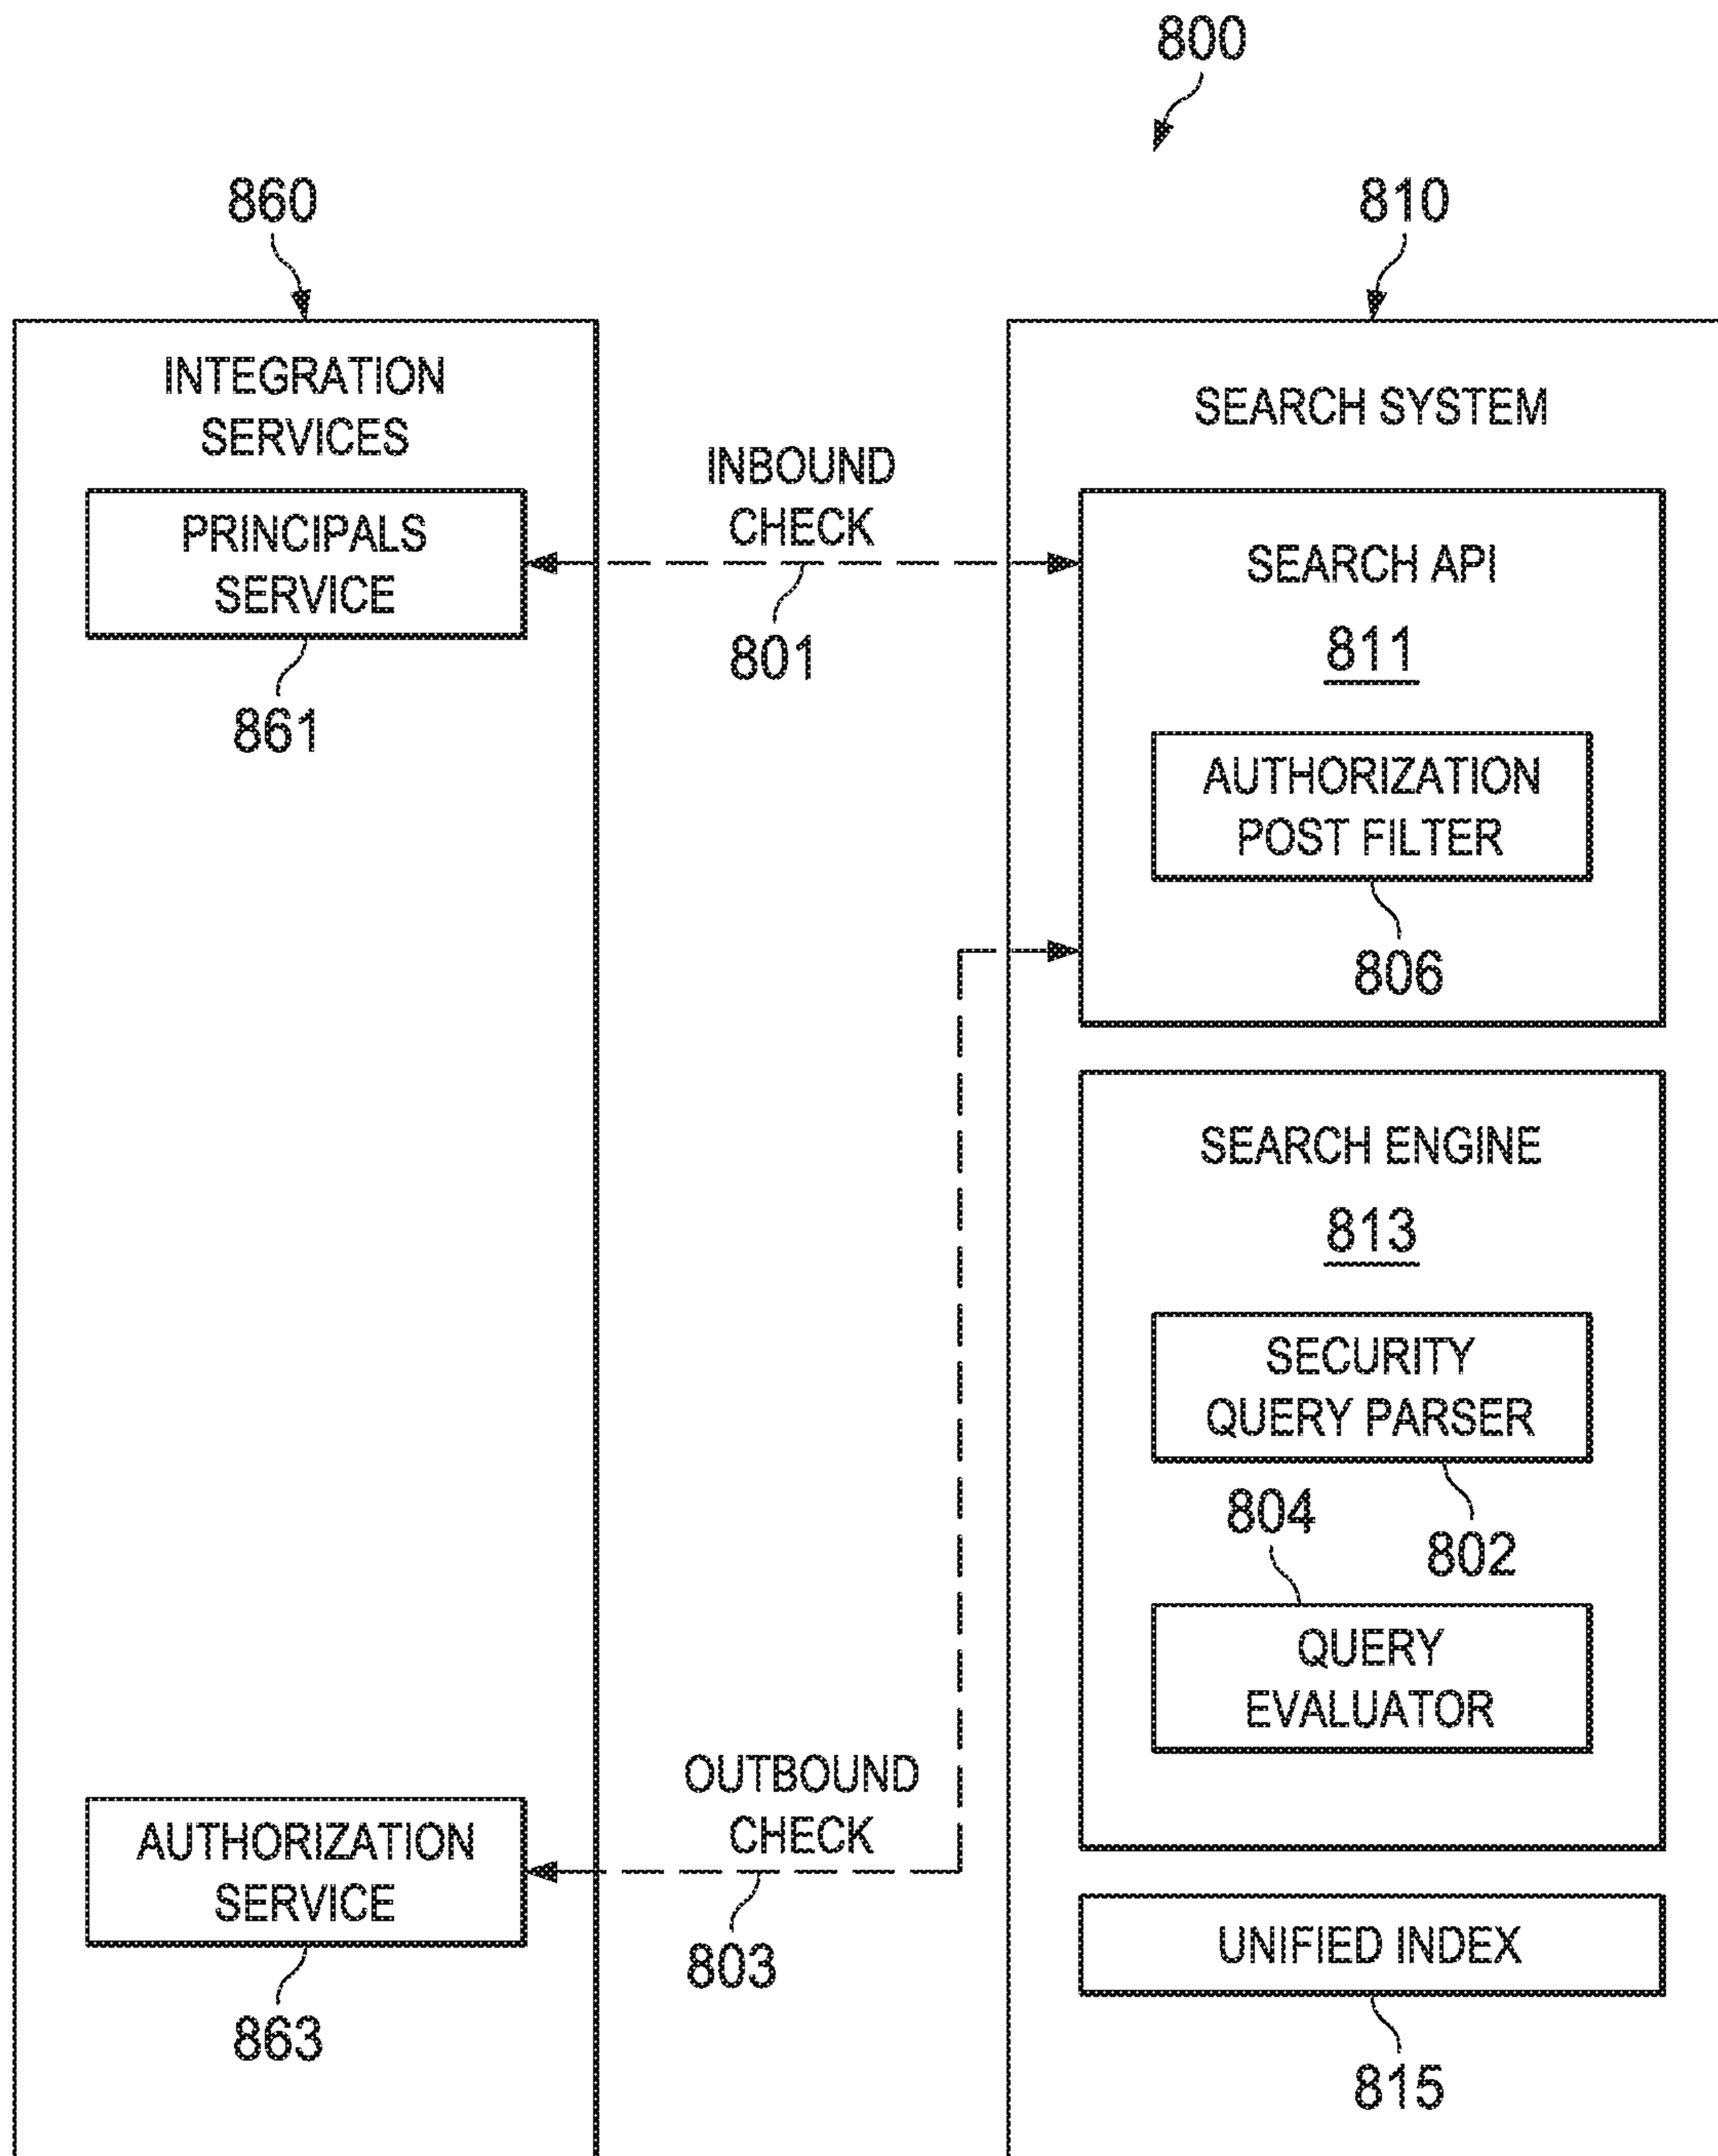 800
860
810
INTEGRATION
SERVICES
PRINCIPALS
SERVICE
861
INBOUND
CHECK
801
SEARCH SYSTEM
SEARCH API
811
AUTHORIZATION
POST FILTER
806
SEARCH ENGINE
813
SECURITY
QUERY PARSER
802
804
QUERY
EVALUATOR
OUTBOUND
CHECK
803
AUTHORIZATION
SERVICE
863
UNIFIED INDEX
815